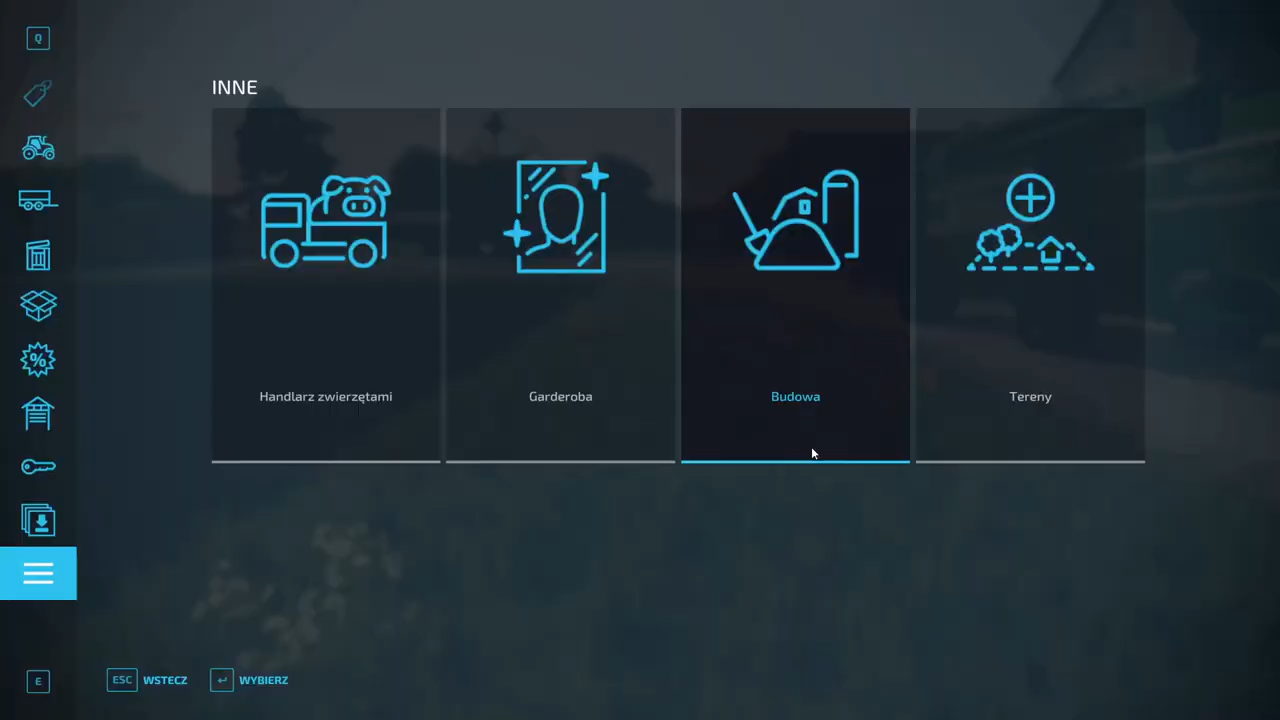 Q
INNE
%
Handlarz zwierzętami
Garderoba
Budowa
Tereny
E
ESC WSTECZ
WYBIERZ